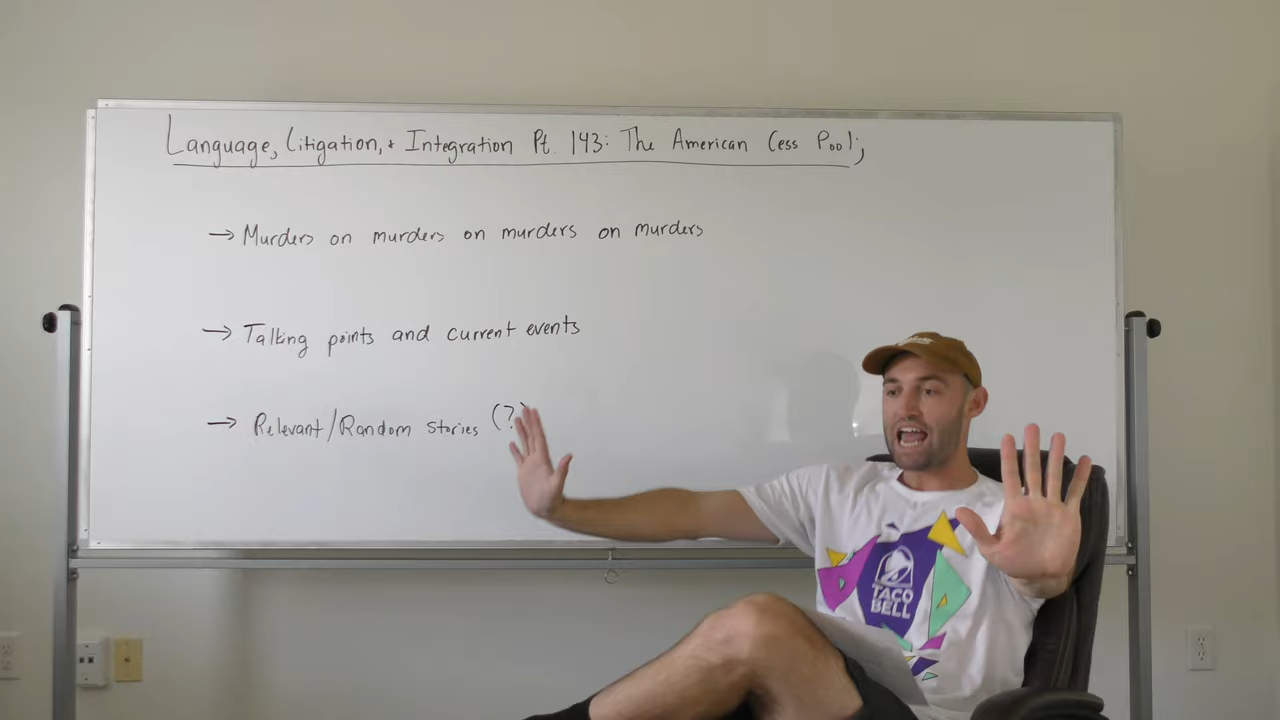 Language, Litigation, + Integration Pt. 143: The American Cess Pool;
→ Murders on murders on murders on murders
→ Talking points and current events
→ Relevant/Random stories (?)
TACO
BELL